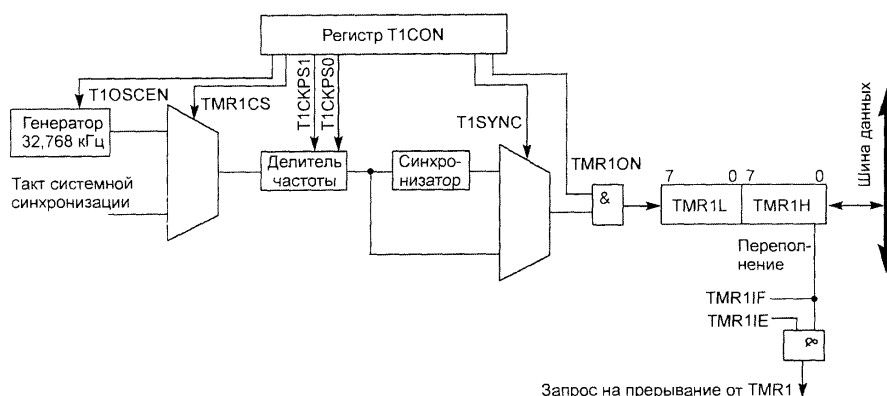 Регистр T1CON
T1OSCEN
TMR1CS
T1CKPS1
T1CKPS0
T1SYNC
Генератор
32,768 кГц
Такт системной
синхронизации
Делитель
частоты
Синхро-
низатор
TMR1ON
&
7 0 7 0
TMR1L TMR1H
Шина данных
Перепол-
нение
TMR1IF
TMR1IE
&
Запрос на прерывание от TMR1